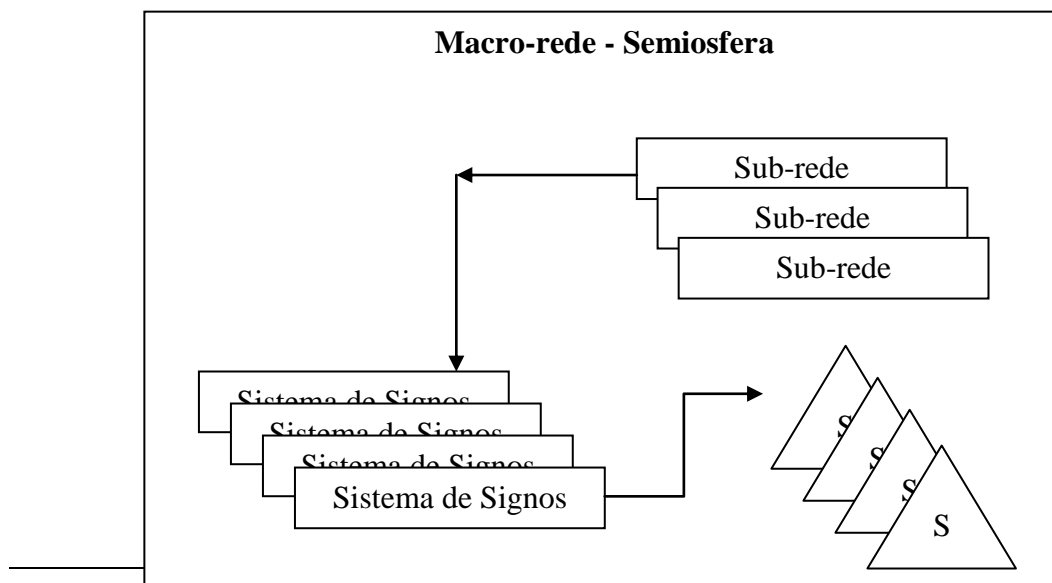 Macro-rede - Semiosfera
Sub-rede
Sub-rede
Sub-rede
Sistema de Signos
Sistema de Signos
Sistema de Signos
Sistema de Signos
S
S
S
S